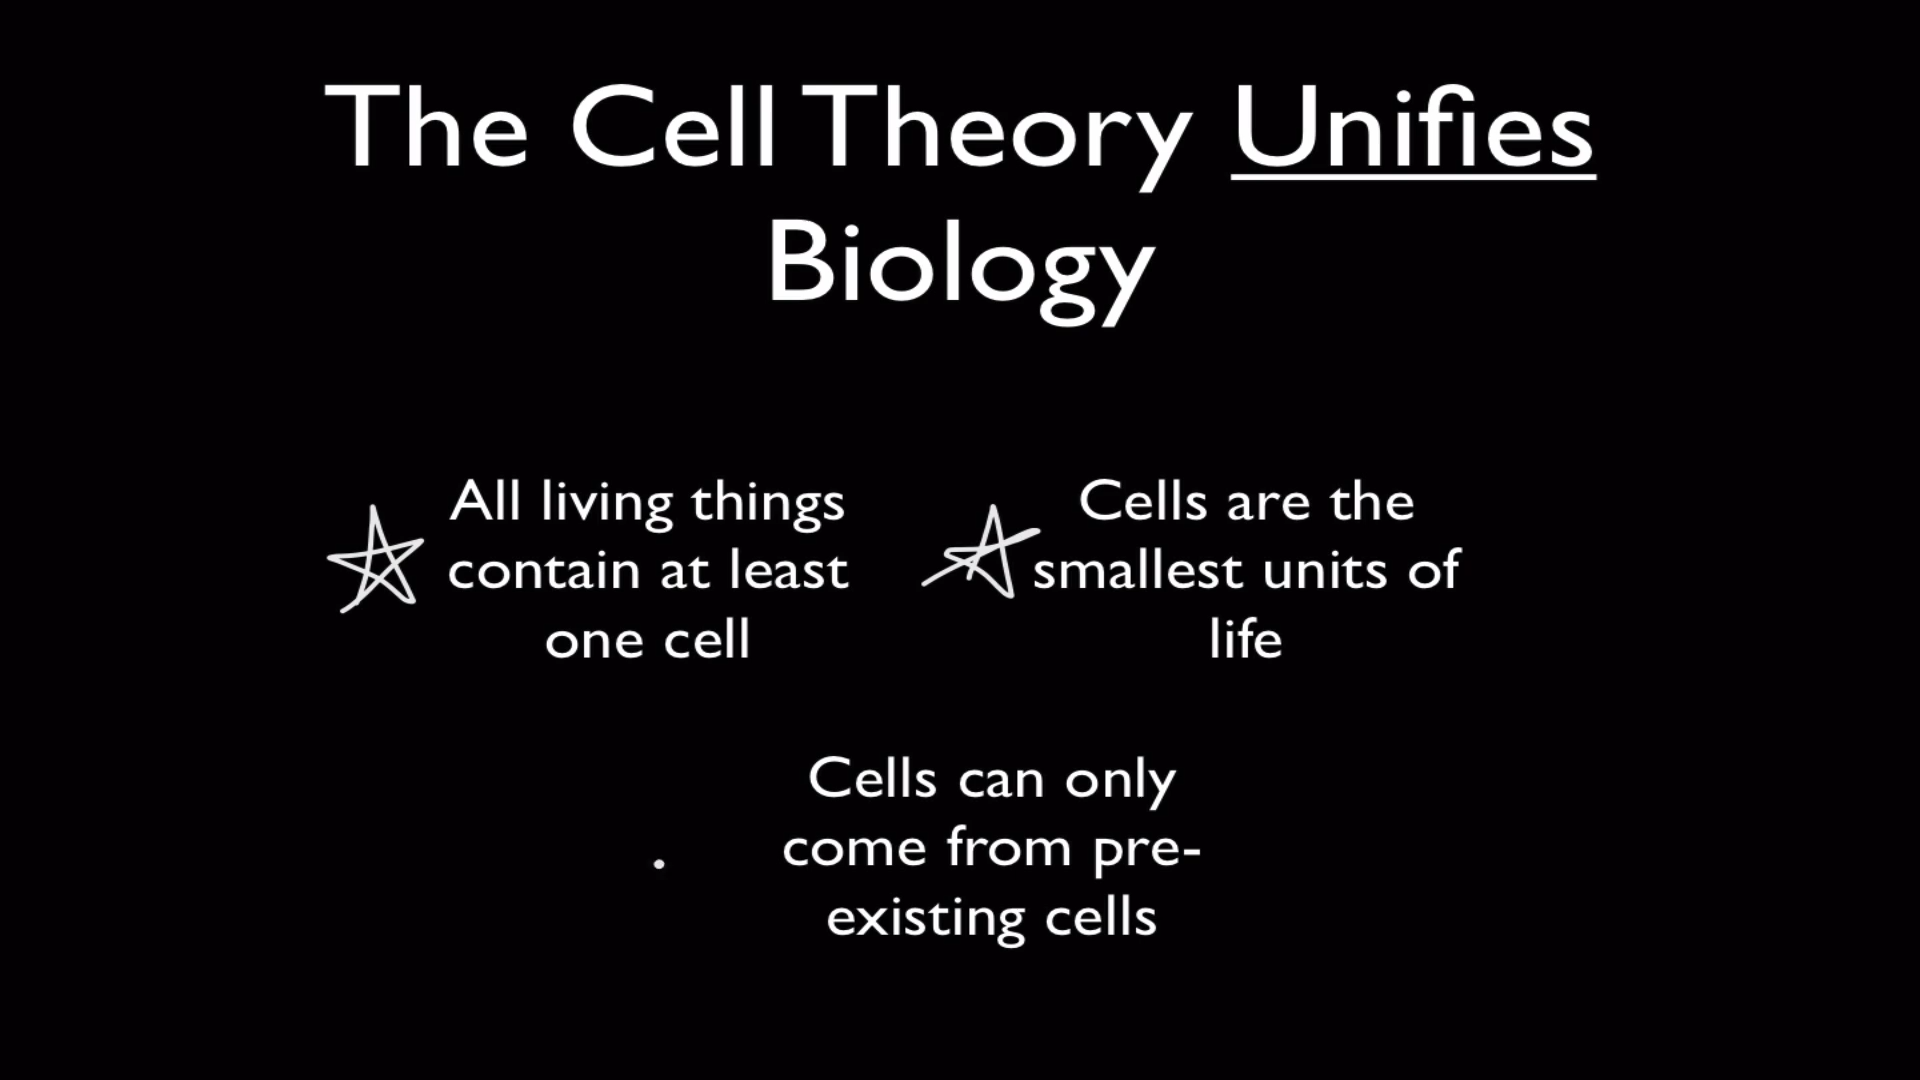 The Cell Theory Unifies
Biology
All living things
contain at least
one cell
Cells are the
smallest units of
life
Cells can only
come from pre-
existing cells